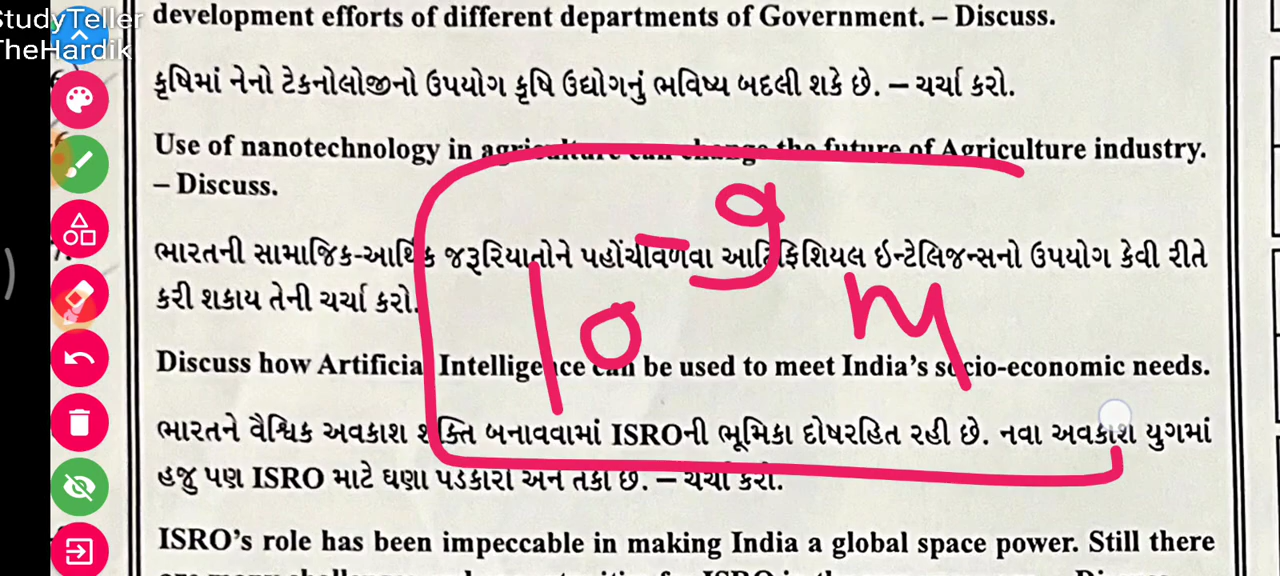 StudyTeller
TheHardik
development efforts of different departments of Government. – Discuss.
કૃષિમાં નેનો ટેકનોલોજીનો ઉપયોગ કૃષિ ઉદ્યોગનું ભવિષ્ય બદલી શકે છે. – ચર્ચા કરો.
Use of nanotechnology in agriculture can change the future of Agriculture industry.
– Discuss.
ભારતની સામાજિક-આર્થિક જરૂરિયાતોને પહોંચીવળવા આર્ટિફિશિયલ ઇન્ટેલિજન્સનો ઉપયોગ કેવી રીતે
કરી શકાય તેની ચર્ચા કરો.
10⁻⁹ m
Discuss how Artificial Intelligence can be used to meet India's socio-economic needs.
ભારતને વૈશ્વિક અવકાશ શક્તિ બનાવવામાં ISROની ભૂમિકા દોષરહિત રહી છે. નવા અવકાશ યુગમાં
હજુ પણ ISRO માટે ઘણા પડકારો અને તકો છે. – ચર્ચા કરો.
ISRO's role has been impeccable in making India a global space power. Still there